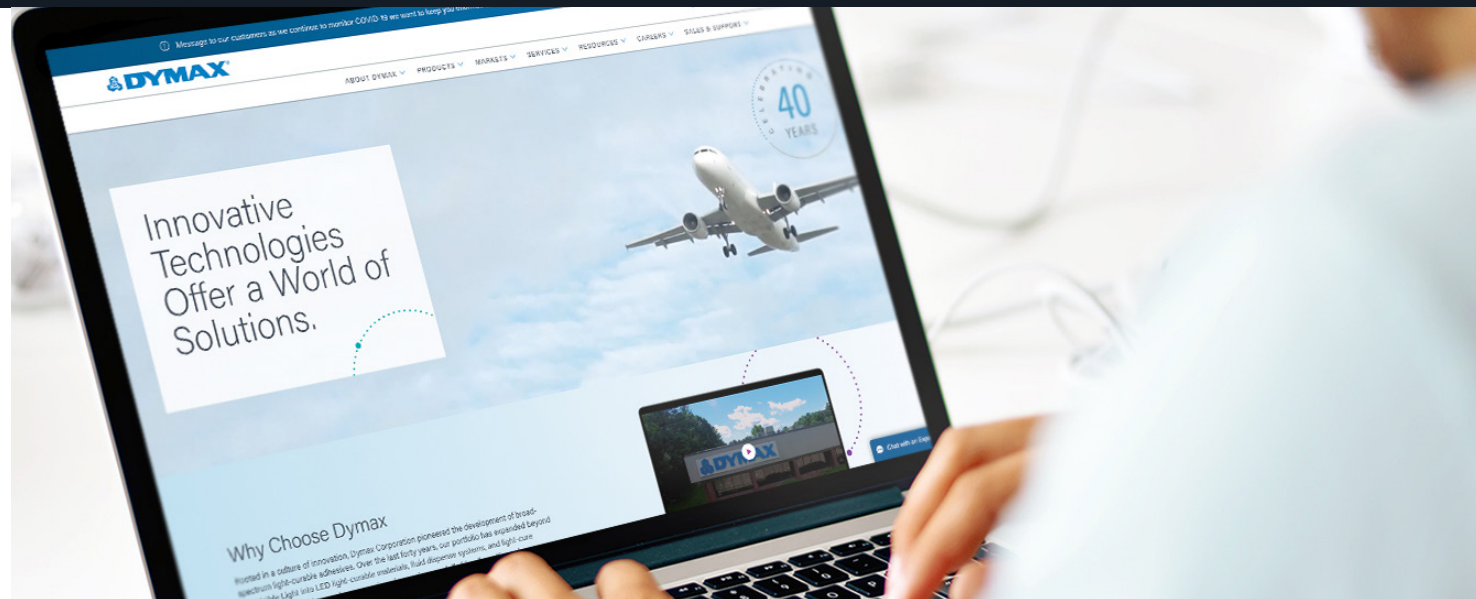 Message to our customers as we continue to monitor COVID-19 we want to keep you
DYMAX
ABOUT DYMAX PRODUCTS MARKETS SERVICES RESOURCES CAREERS SALES & SUPPORT
CELEBRATING
40
YEARS
Innovative
Technologies
Offer a World of
Solutions.
DYMAX
Chat with an
Why Choose Dymax
Rooted in a culture of innovation, Dymax Corporation pioneered the development of broad-
spectrum light-curable adhesives. Over the last forty years, our portfolio has expanded beyond
Light into LED light-curable materials, fluid dispense systems, and light-cure